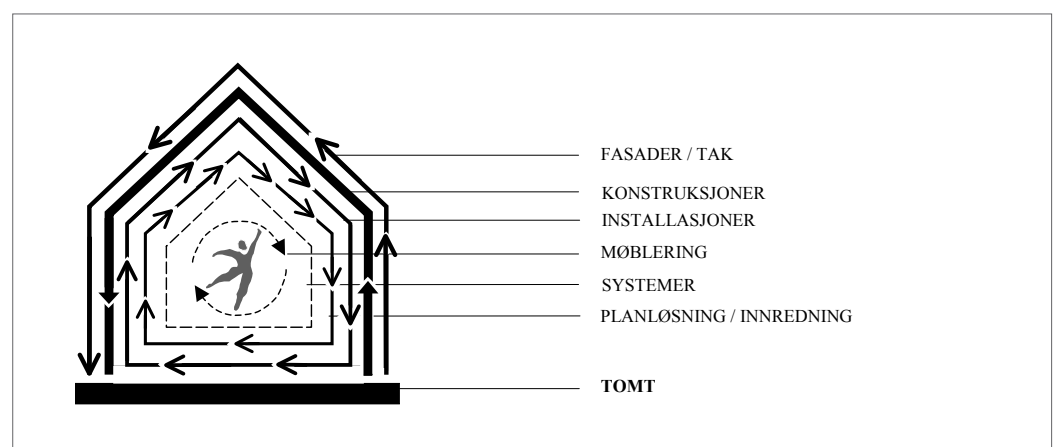 FASADER / TAK
KONSTRUKSJONER
INSTALLASJONER
MØBLERING
SYSTEMER
PLANLØSNING / INNREDNING
TOMT